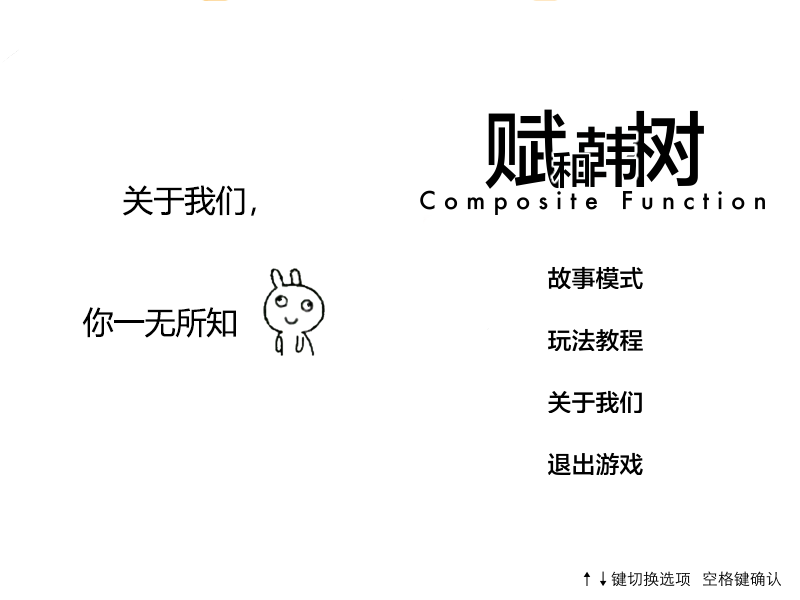 关于我们，
你一无所知
赋和韩树
Composite Function
故事模式
玩法教程
关于我们
退出游戏
↑↓键切换选项 空格键确认